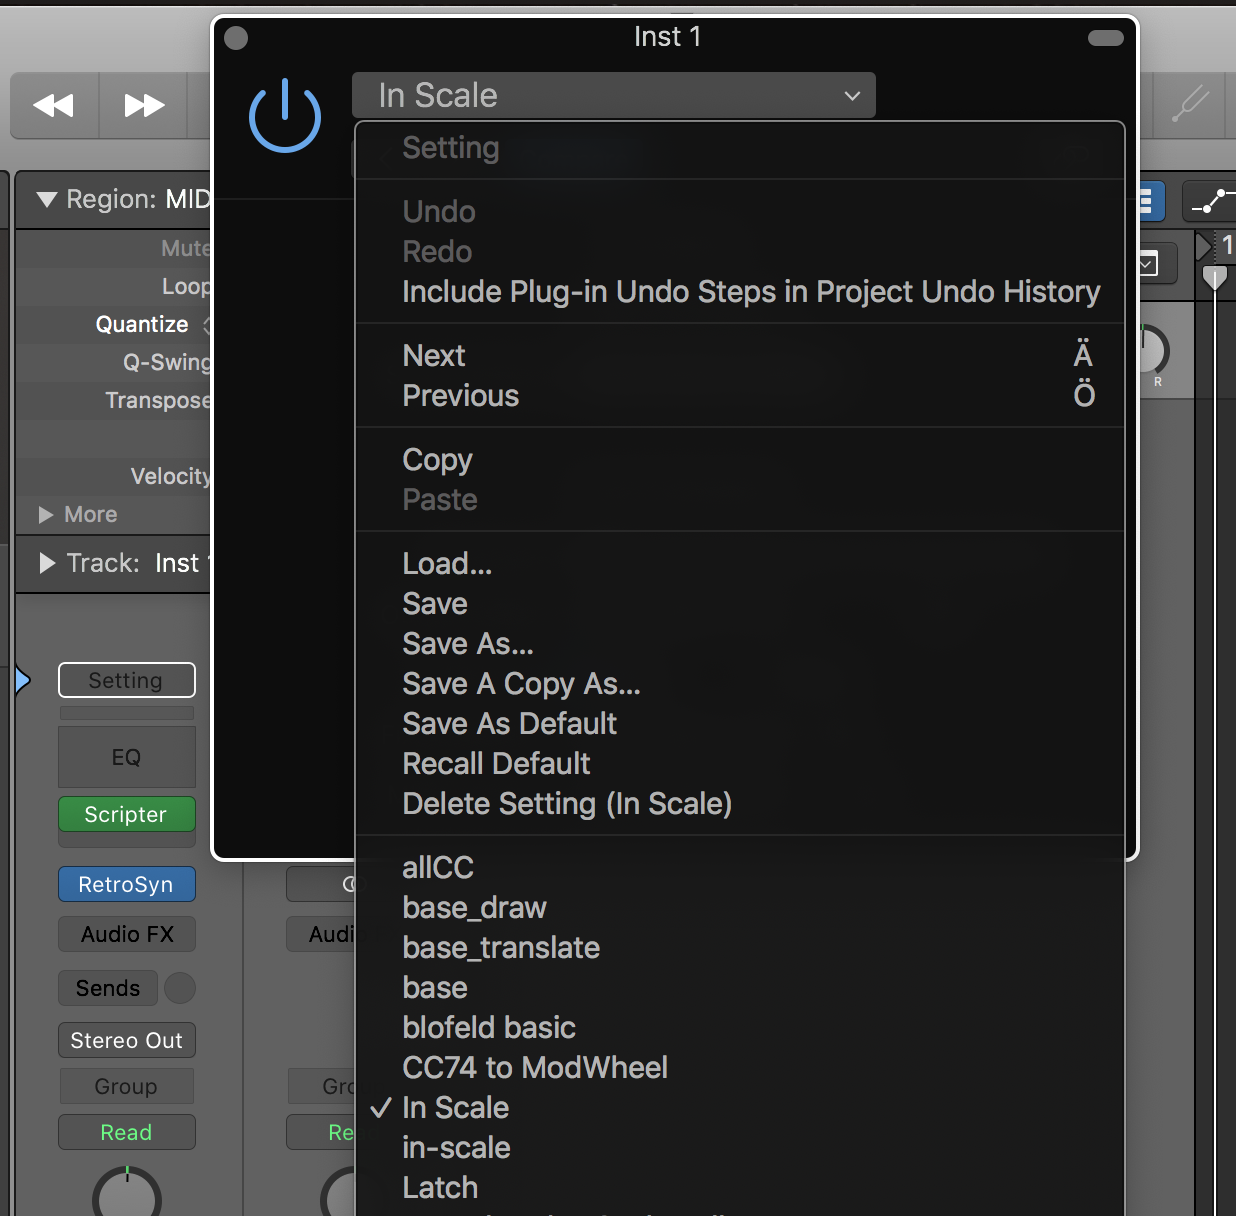 Inst 1
In Scale
Setting
Undo
Redo
Include Plug-in Undo Steps in Project Undo History
Next Ä
Previous Ö
Copy
Paste
Load...
Save
Save As...
Save A Copy As...
Save As Default
Recall Default
Delete Setting (In Scale)
allCC
base_draw
base_translate
base
blofeld basic
CC74 to ModWheel
✓ In Scale
in-scale
Latch
Region: MID
Mute
Loop
Quantize
Q-Swing
Transpose
Velocity
More
Track: Inst 1
Setting
EQ
Scripter
RetroSyn
Audio FX
Sends
Stereo Out
Group
Read
Audi
Gro
Re
1
R